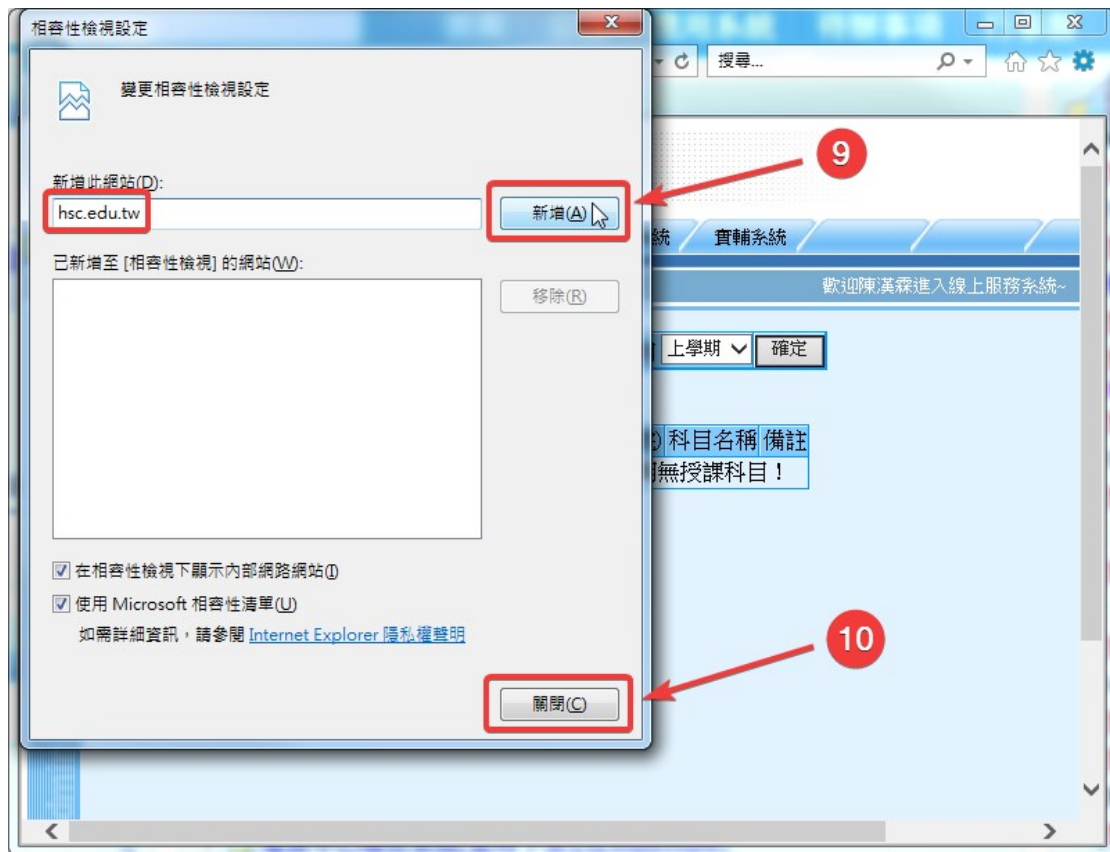 相容性檢視設定
變更相容性檢視設定
新增此網站(D):
hsc.edu.tw
新增(A)
已新增至 [相容性檢視] 的網站(W):
移除(R)
在相容性檢視下顯示內部網路網站(I)
使用 Microsoft 相容性清單(U)
如需詳細資訊，請參閱 Internet Explorer 隱私權聲明
關閉(C)
搜尋...
9
統 實輔系統
歡迎陳漢霖進入線上服務系統~
上學期 確定
科目名稱 備註
無授課科目！
10